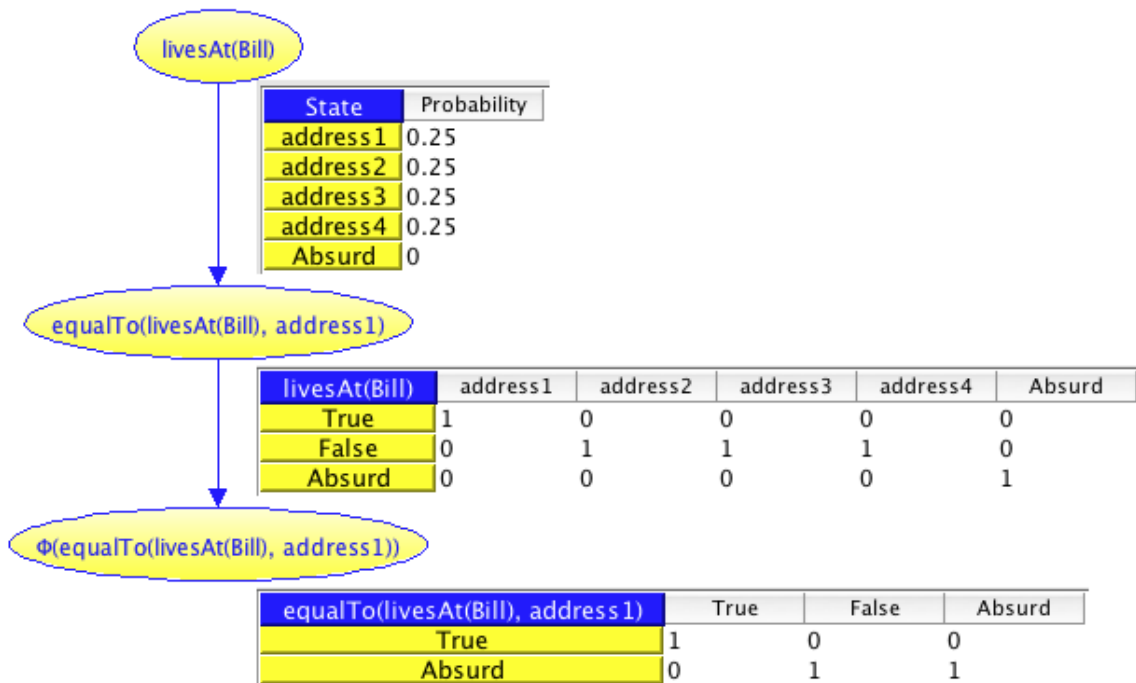 livesAt(Bill)
State Probability
address1 0.25
address2 0.25
address3 0.25
address4 0.25
Absurd 0
equalTo(livesAt(Bill), address1)
livesAt(Bill) address1 address2 address3 address4 Absurd
True 1 0 0 0 0
False 0 1 1 1 0
Absurd 0 0 0 0 1
Φ(equalTo(livesAt(Bill), address1))
equalTo(livesAt(Bill), address1) True False Absurd
True 1 0 0
Absurd 0 1 1